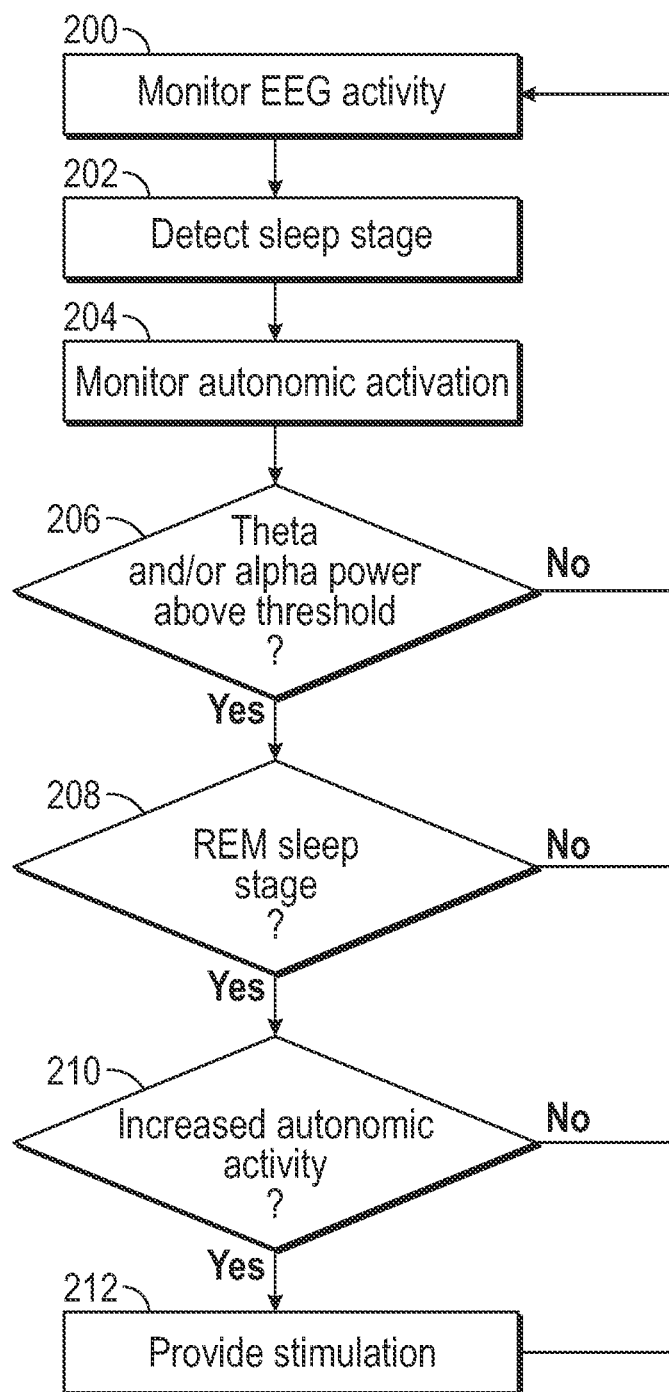 200
Monitor EEG activity
202
Detect sleep stage
204
Monitor autonomic activation
206
Theta
and/or alpha power
above threshold
?
No
Yes
208
REM sleep
stage
?
No
Yes
210
Increased autonomic
activity
?
No
Yes
212
Provide stimulation